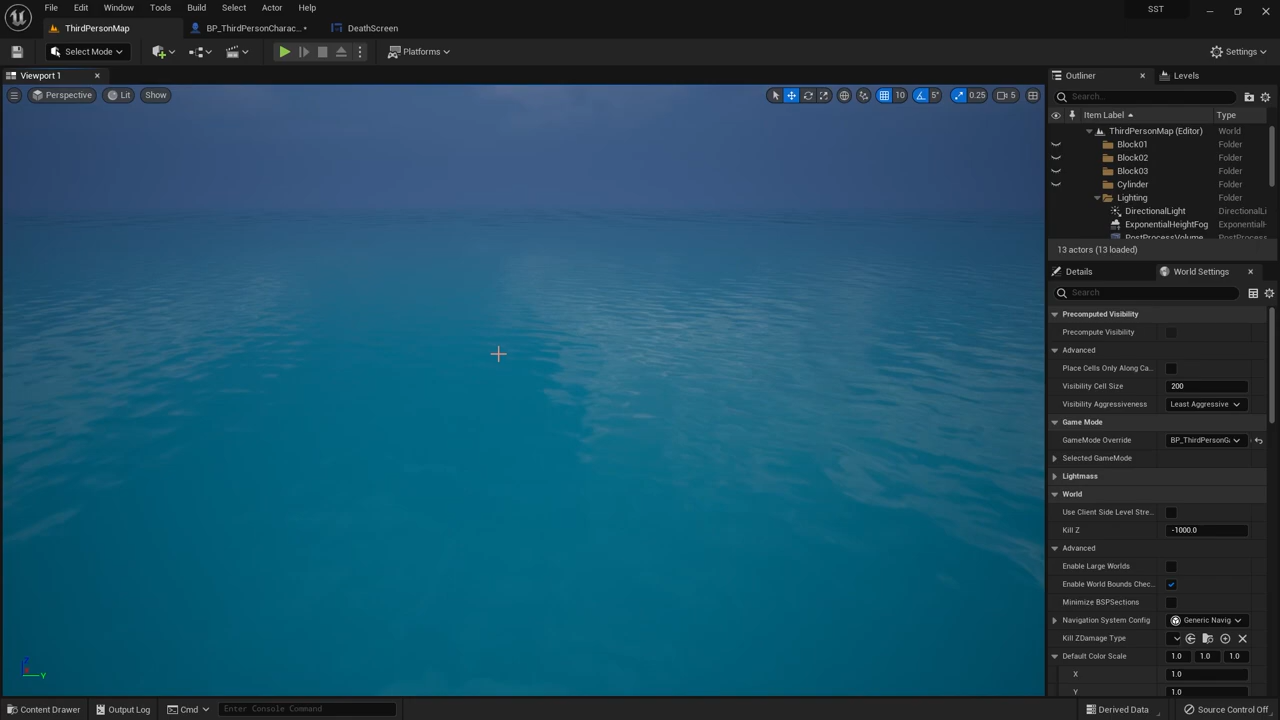 File Edit Window Tools Build Select Actor Help
SST
ThirdPersonMap
BP_ThirdPersonCharac...•
DeathScreen
Select Mode
Platforms
Settings
Viewport 1
Perspective
Lit
Show
10
5°
0.25
5
Outliner
Levels
Search...
Item Label
Type
ThirdPersonMap (Editor) World
Block01 Folder
Block02 Folder
Block03 Folder
Cylinder Folder
Lighting Folder
DirectionalLight DirectionalLi
ExponentialHeightFog ExponentialH
PostProcessVolume PostProcess
13 actors (13 loaded)
Details
World Settings
Search
Precomputed Visibility
Precompute Visibility
Advanced
Place Cells Only Along Ca...
Visibility Cell Size 200
Visibility Aggressiveness Least Aggressive
Game Mode
GameMode Override BP_ThirdPersonGa
Selected GameMode
Lightmass
World
Use Client Side Level Stre...
Kill Z -1000.0
Advanced
Enable Large Worlds
Enable World Bounds Chec...
Minimize BSPSections
Navigation System Config Generic Navig
Kill ZDamage Type
Default Color Scale 1.0 1.0 1.0
X 1.0
Y 1.0
Z
Y
Content Drawer
Output Log
Cmd
Enter Console Command
Derived Data
Source Control Off